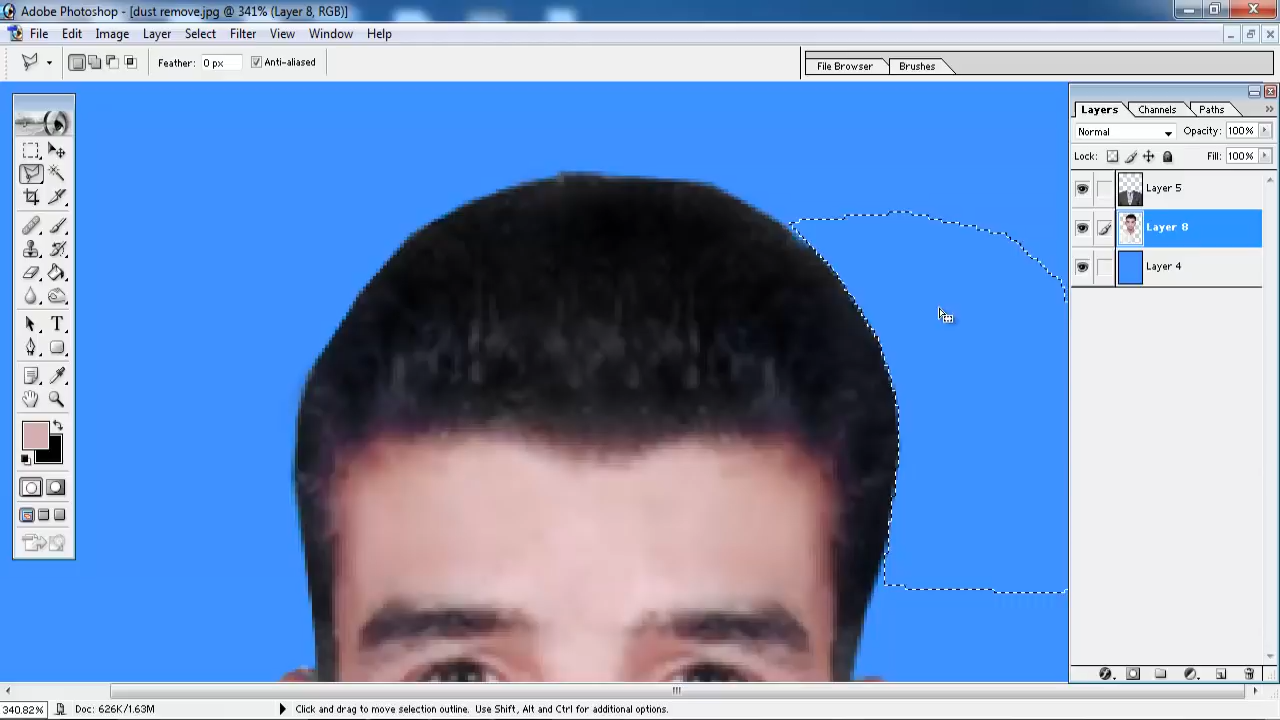 Adobe Photoshop - [dust remove.jpg @ 341% (Layer 8, RGB)]
File Edit Image Layer Select Filter View Window Help
Feather: 0 px Anti-aliased File Browser Brushes
Layers Channels Paths
Normal Opacity: 100%
Lock: Fill: 100%
Layer 5
Layer 8
Layer 4
340.82% Doc: 626K/1.63M Click and drag to move selection outline. Use Shift, Alt and Ctrl for additional options.